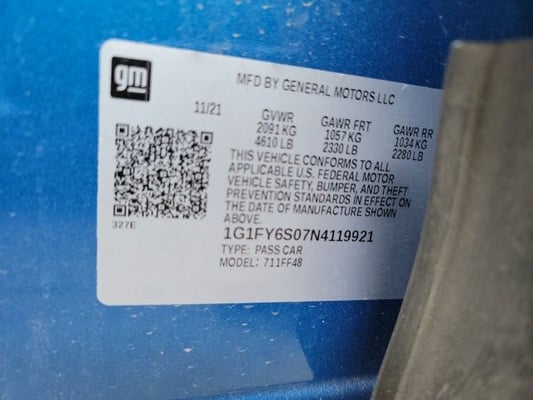 gm
MFD BY GENERAL MOTORS LLC
11/21 GVWR GAWR FRT GAWR RR
2091 KG 1057 KG 1034 KG
4610 LB 2330 LB 2280 LB
THIS VEHICLE CONFORMS TO ALL
APPLICABLE U.S. FEDERAL MOTOR
VEHICLE SAFETY, BUMPER, AND THEFT
PREVENTION STANDARDS IN EFFECT ON
THE DATE OF MANUFACTURE SHOWN
ABOVE.
327E
1G1FY6S07N4119921
TYPE: PASS CAR
MODEL: 711FF48